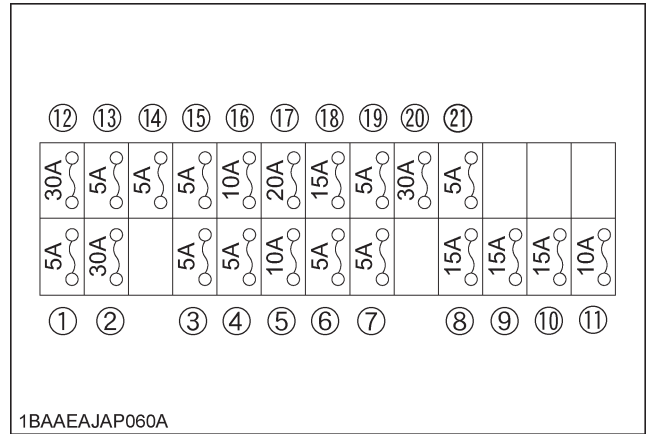 ⑫ ⑬ ⑭ ⑮ ⑯ ⑰ ⑱ ⑲ ⑳ ㉑
30A 5A 5A 5A 10A 20A 15A 5A 30A 5A
5A 30A 5A 5A 10A 5A 5A 15A 15A 15A 10A
① ② ③ ④ ⑤ ⑥ ⑦ ⑧ ⑨ ⑩ ⑪
1BAAEAJAP060A